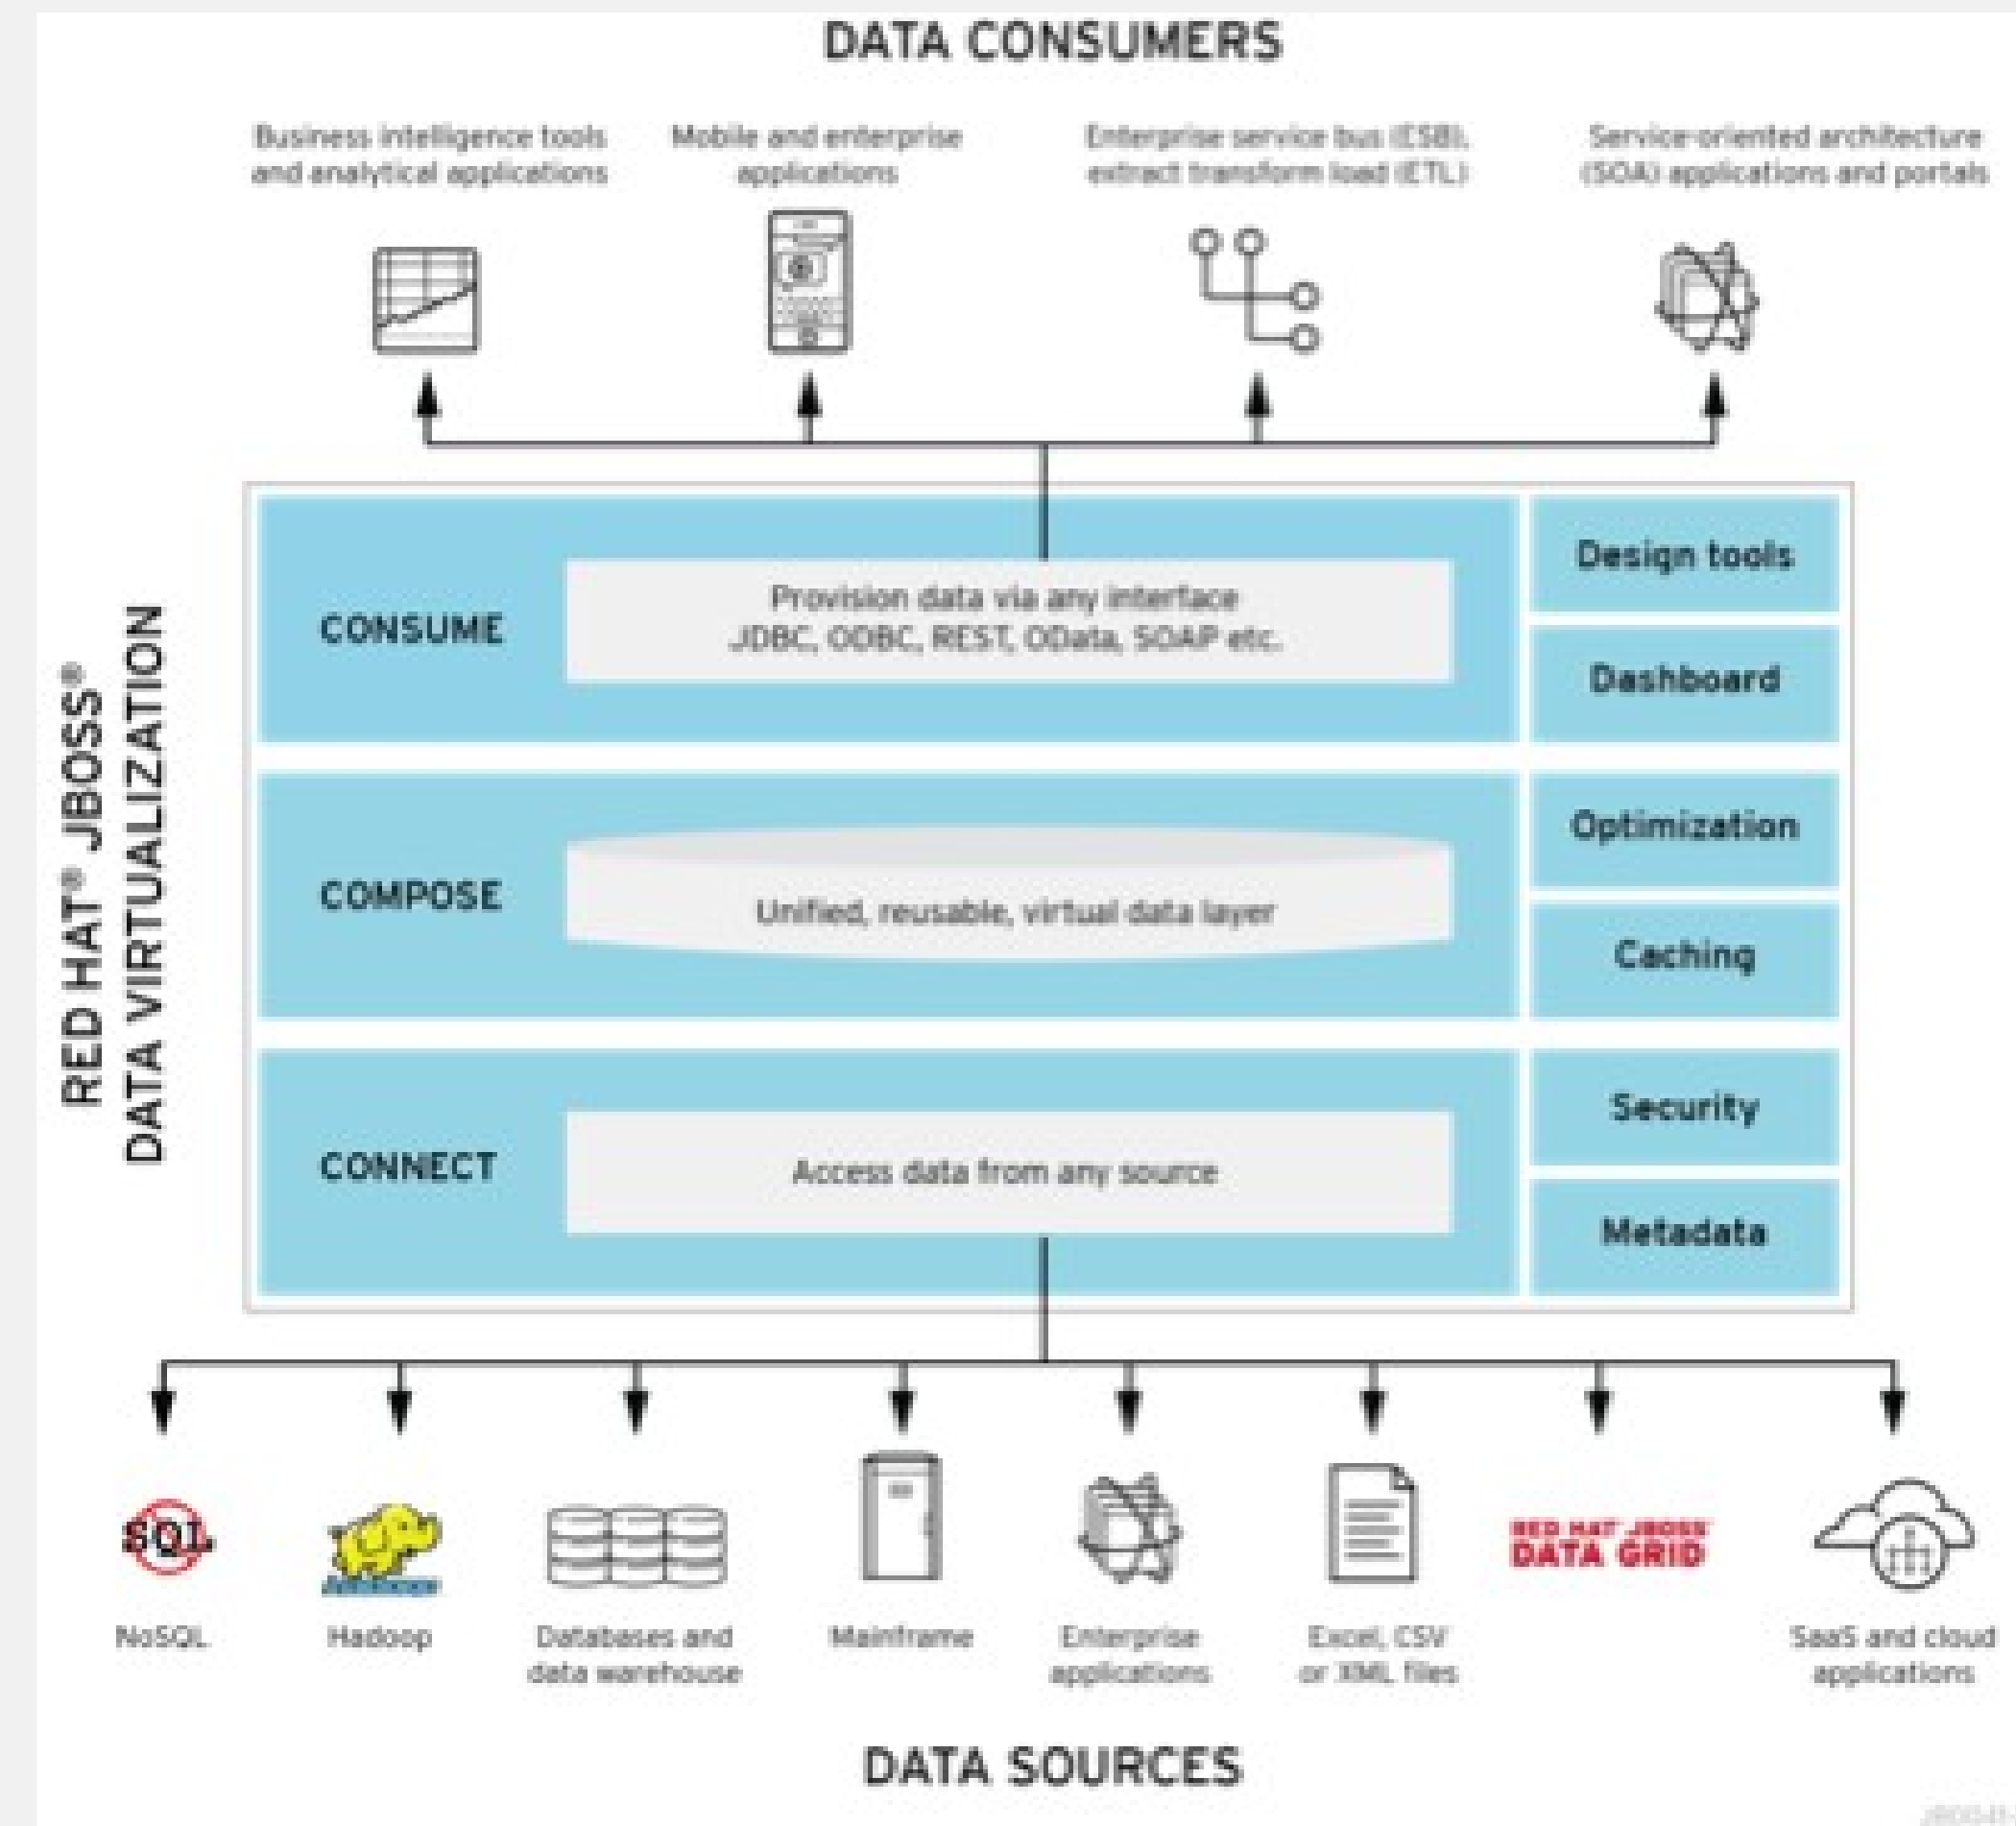 DATA CONSUMERS
Business intelligence tools
and analytical applications
Mobile and enterprise
applications
Enterprise service bus (ESB),
extract transform load (ETL)
Service-oriented architecture
(SOA) applications and portals
RED HAT® JBOSS®
DATA VIRTUALIZATION
CONSUME
Provision data via any interface
JDBC, ODBC, REST, OData, SOAP etc.
Design tools
Dashboard
COMPOSE
Unified, reusable, virtual data layer
Optimization
Caching
CONNECT
Access data from any source
Security
Metadata
SQL
RED HAT® JBOSS®
DATA GRID
NoSQL
Hadoop
Databases and
data warehouse
Mainframe
Enterprise
applications
Excel, CSV
or XML files
SaaS and cloud
applications
DATA SOURCES